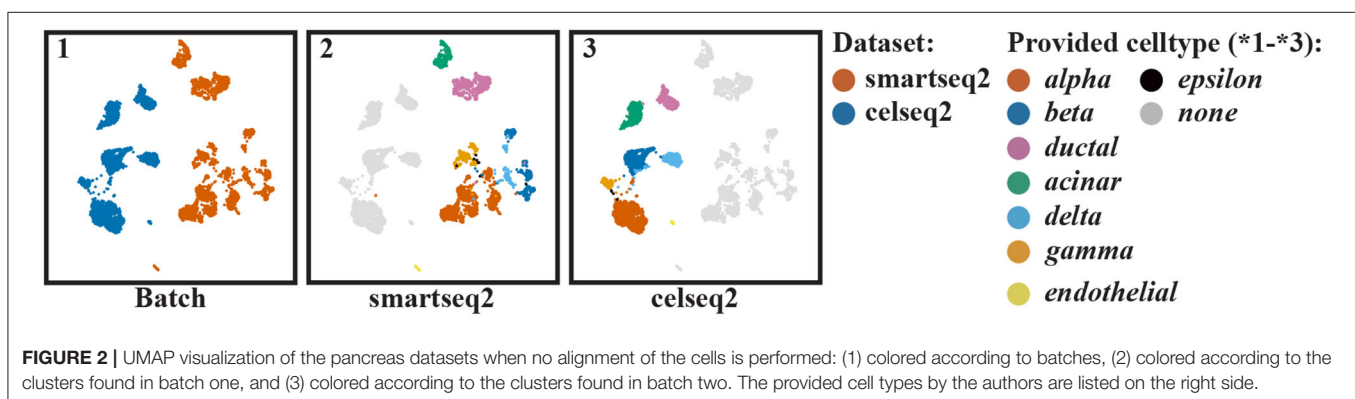 1
2
3
Batch
smartseq2
celseq2
Dataset:
smartseq2
celseq2
Provided celltype (*1-*3):
alpha
epsilon
beta
none
ductal
acinar
delta
gamma
endothelial
FIGURE 2 | UMAP visualization of the pancreas datasets when no alignment of the cells is performed: (1) colored according to batches, (2) colored according to the
clusters found in batch one, and (3) colored according to the clusters found in batch two. The provided cell types by the authors are listed on the right side.